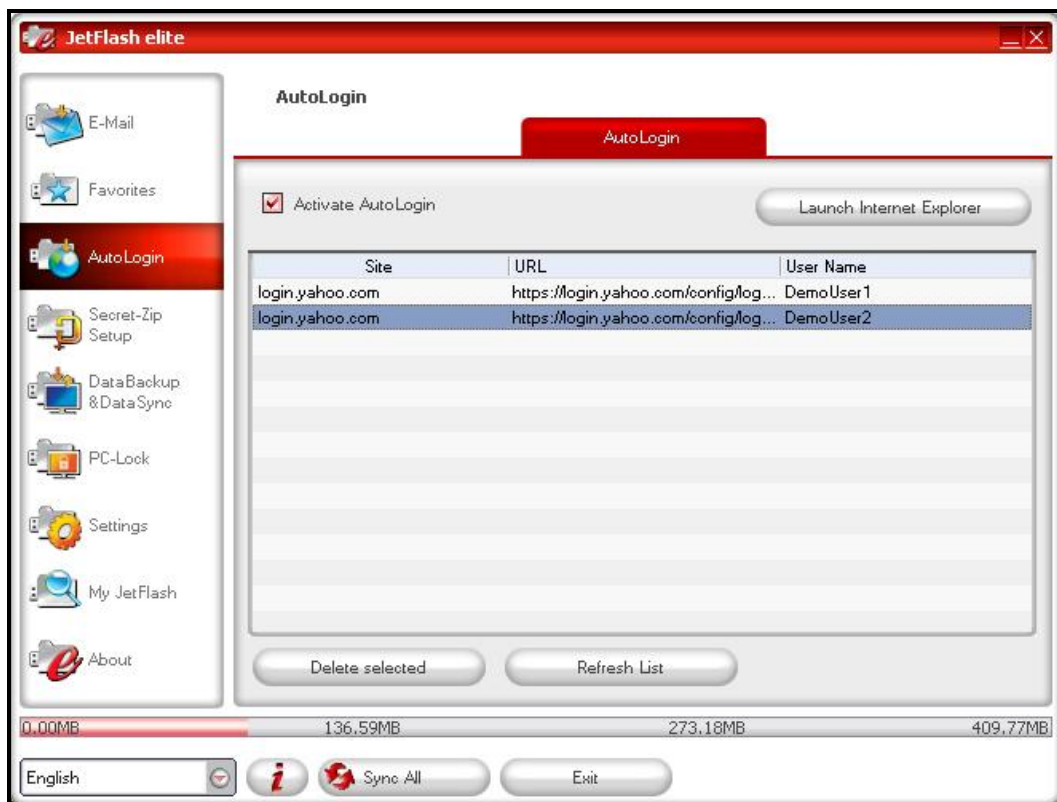 JetFlash elite
E-Mail
Favorites
AutoLogin
Secret-Zip
Setup
DataBackup
&DataSync
PC-Lock
Settings
My JetFlash
About
AutoLogin
AutoLogin
Activate AutoLogin
Launch Internet Explorer
Site URL User Name
login.yahoo.com https://login.yahoo.com/config/log... DemoUser1
login.yahoo.com https://login.yahoo.com/config/log... DemoUser2
Delete selected Refresh List
0.00MB 136.59MB 273.18MB 409.77MB
English i Sync All Exit